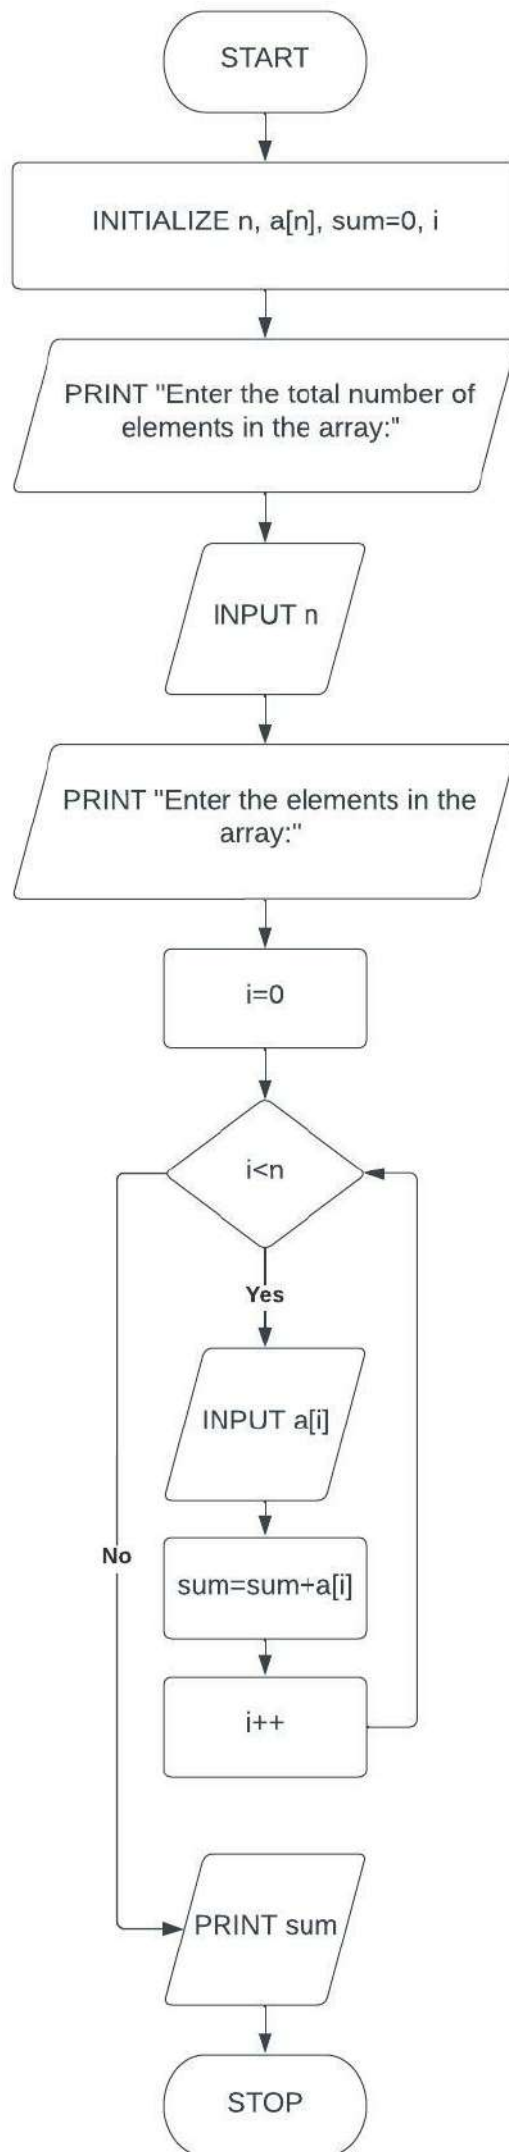 START
INITIALIZE n, a[n], sum=0, i
PRINT "Enter the total number of
elements in the array:"
INPUT n
PRINT "Enter the elements in the
array:"
i=0
i<n
Yes
INPUT a[i]
No
sum=sum+a[i]
i++
PRINT sum
STOP